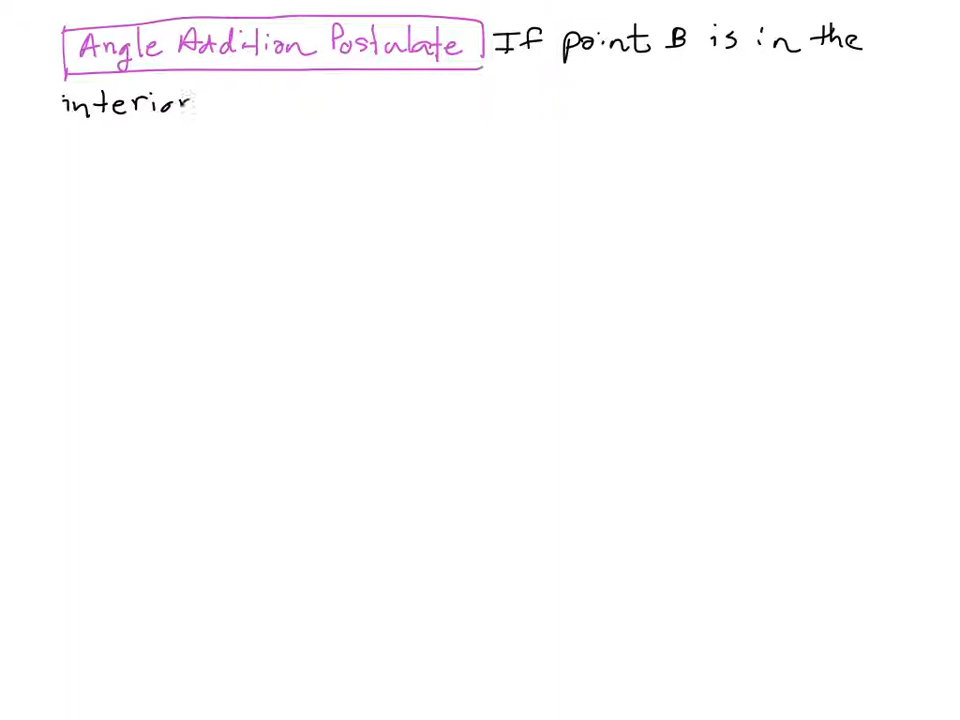 Angle Addition Postulate If point B is in the
interior